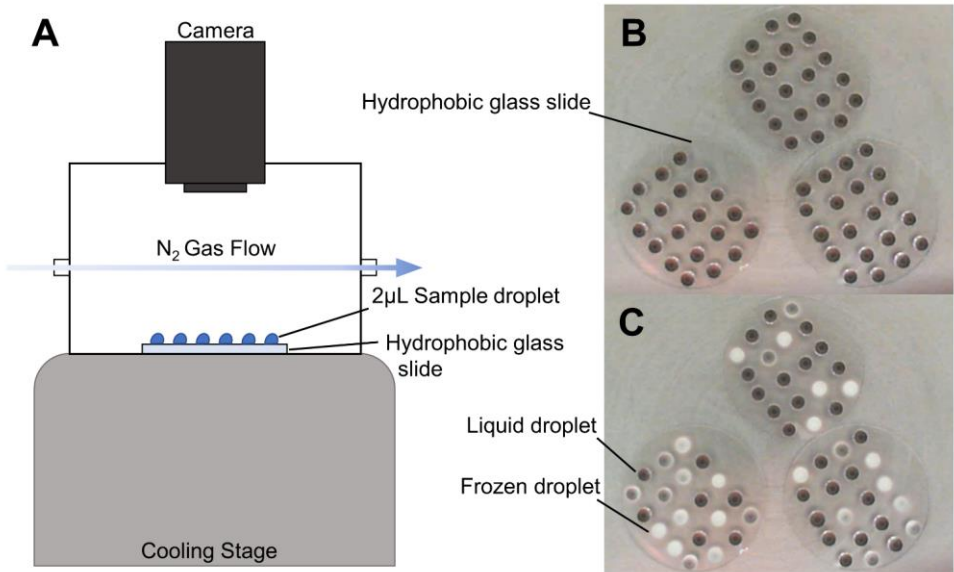 A
Camera
N₂ Gas Flow
2µL Sample droplet
Hydrophobic glass
slide
Cooling Stage
B
Hydrophobic glass slide
C
Liquid droplet
Frozen droplet